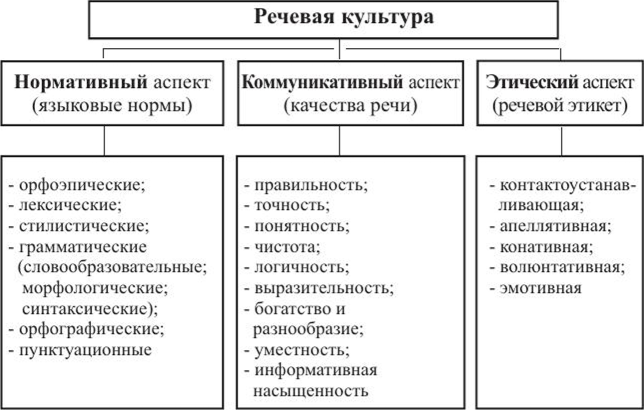 Речевая культура
Нормативный аспект
(языковые нормы)
Коммуникативный аспект
(качества речи)
Этический аспект
(речевой этикет)
- орфоэпические;
- лексические;
- стилистические;
- грамматические
(словообразовательные;
морфологические;
синтаксические);
- орфографические;
- пунктуационные
- правильность;
- точность;
- понятность;
- чистота;
- логичность;
- выразительность;
- богатство и
разнообразие;
- уместность;
- информативная
насыщенность
- контактоустанав-
ливающая;
- апеллятивная;
- конативная;
- волюнтативная;
- эмотивная